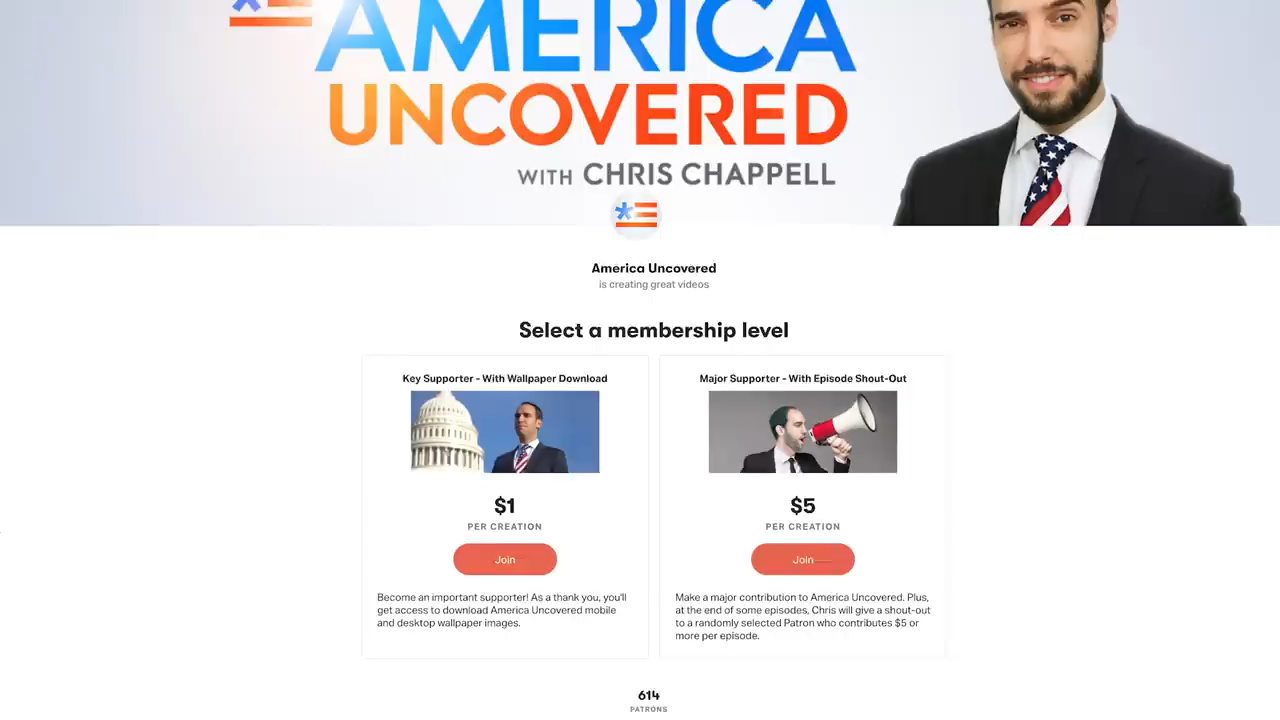 AMERICA
UNCOVERED
WITH CHRIS CHAPPELL
America Uncovered
is creating great videos
Select a membership level
Key Supporter - With Wallpaper Download
$1
PER CREATION
Join
Become an important supporter! As a thank you, you'll
get access to download America Uncovered mobile
and desktop wallpaper images.
Major Supporter - With Episode Shout-Out
$5
PER CREATION
Join
Make a major contribution to America Uncovered. Plus,
at the end of some episodes, Chris will give a shout-out
to a randomly selected Patron who contributes $5 or
more per episode.
614
PATRONS